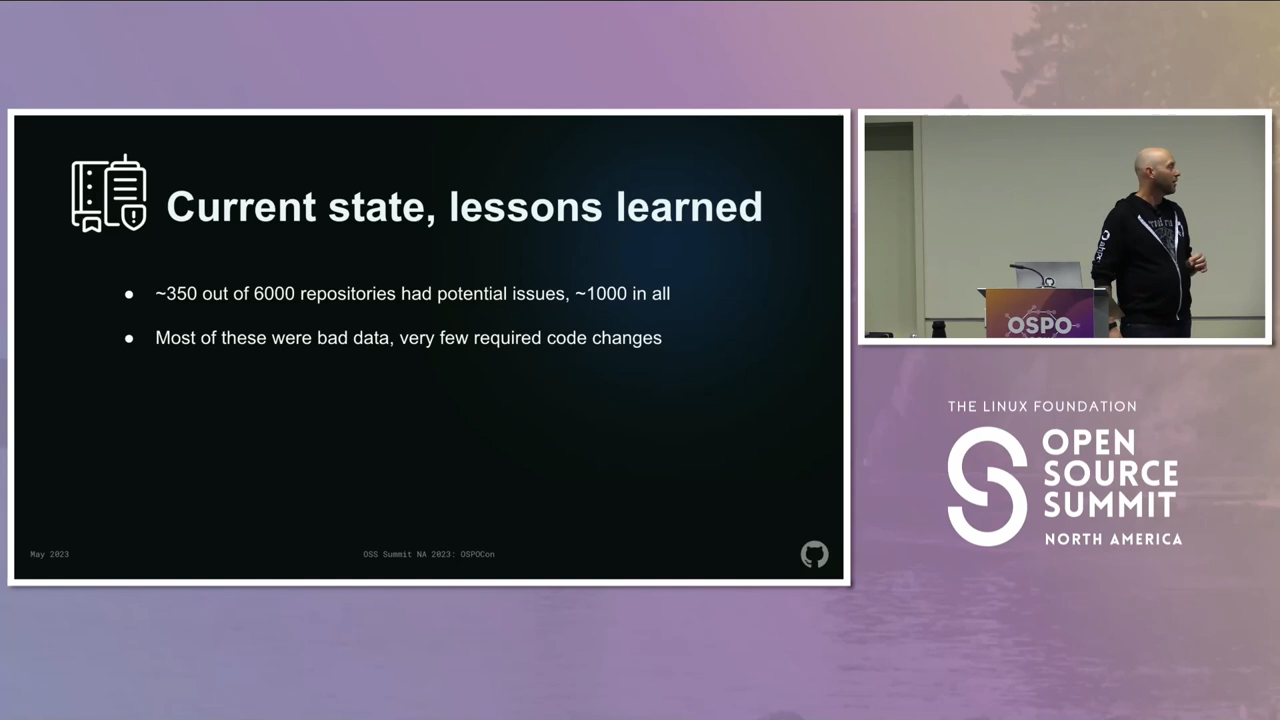 Current state, lessons learned
● ~350 out of 6000 repositories had potential issues, ~1000 in all
● Most of these were bad data, very few required code changes
May 2023
OSS Summit NA 2023: OSPOCon
OSPO
THE LINUX FOUNDATION
OPEN
SOURCE
SUMMIT
NORTH AMERICA